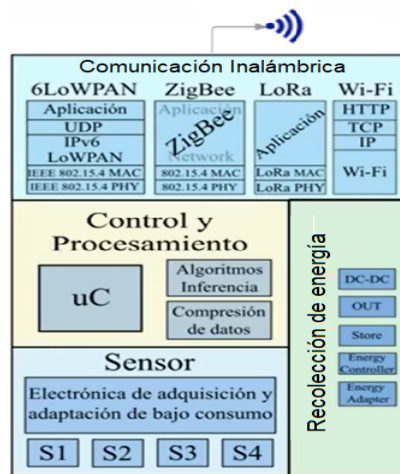 Comunicación Inalámbrica
6LoWPAN
Aplicación
UDP
IPv6
LoWPAN
IEEE 802.15.4 MAC
IEEE 802.15.4 PHY
ZigBee
Aplicación
ZigBee
Network
802.15.4 MAC
802.15.4 PHY
LoRa
Aplicación
LoRa MAC
LoRa PHY
Wi-Fi
HTTP
TCP
IP
Wi-Fi
Control y
Procesamiento
uC
Algoritmos
Inferencia
Compresión
de datos
Sensor
Electrónica de adquisición y
adaptación de bajo consumo
S1
S2
S3
S4
Recolección de energía
DC-DC
OUT
Store
Energy
Controller
Energy
Adapter